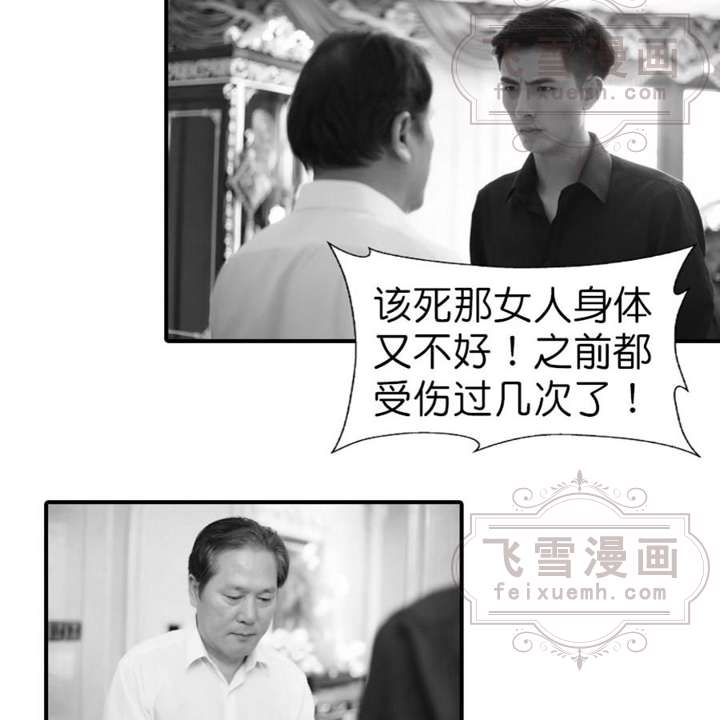 飞雪漫画
feixuemh.com
该死那女人身体
又不好！之前都
受伤过几次了！
飞雪漫画
feixuemh.com